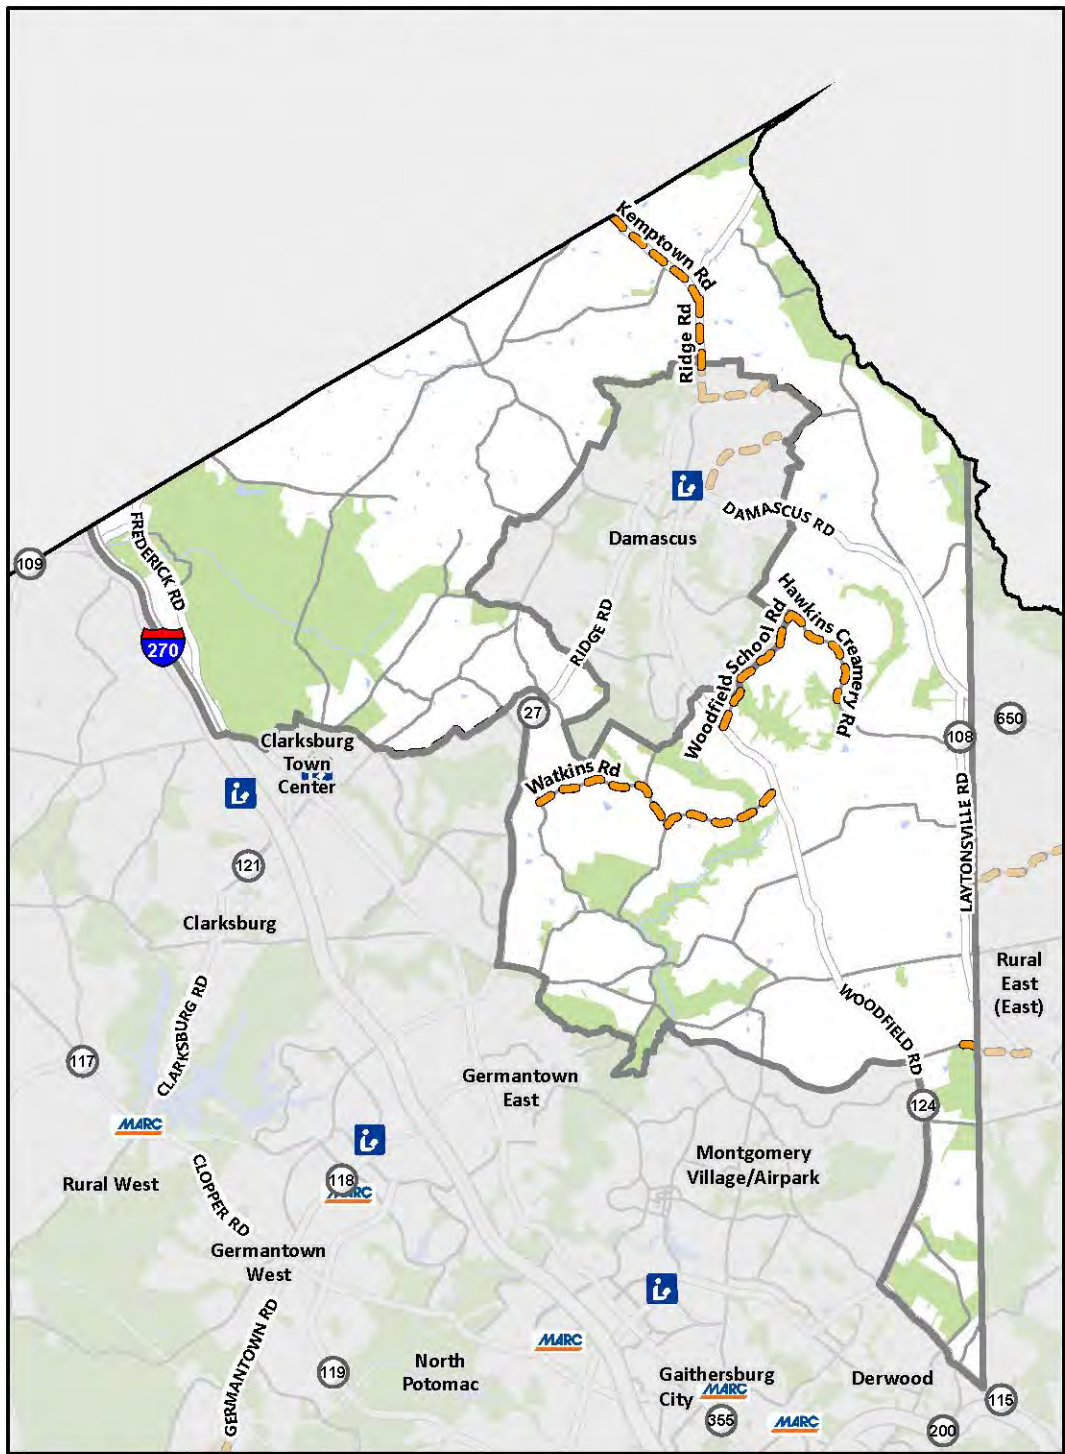 Kemptown Rd
Ridge Rd
DAMASCUS RD
Damascus
FREDERICK RD
109
270
Hawkins Creamery Rd
Woodfield School Rd
RIDGE RD
27
650
108
Clarksburg
Town
Center
Watkins Rd
LAYTONSVILLE RD
121
Clarksburg
Rural
East
(East)
CLARKSBURG RD
WOODFIELD RD
117
Germantown
East
124
MARC
Montgomery
Village/Airpark
Rural West
118
MARC
CLOPPER RD
Germantown
West
GERMANTOWN RD
MARC
119
North
Potomac
Gaithersburg
City
MARC
Derwood
355
MARC
115
200